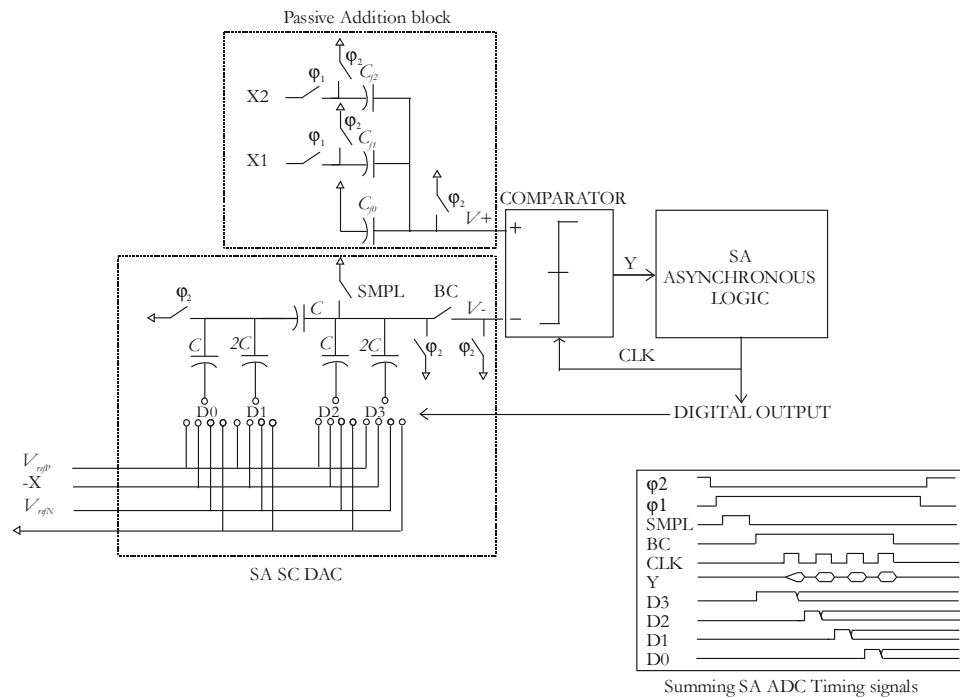 Passive Addition block
φ2
Cf2
φ1
X2
φ2
Cf1
φ1
X1
Cf0
φ2
V+
COMPARATOR
+
Y
SA
ASYNCHRONOUS
LOGIC
SMPL
BC
V-
−
φ2
C
C
2C
C
2C
φ2
φ2
CLK
D0
D1
D2
D3
DIGITAL OUTPUT
VrefP
-X
VrefN
SA SC DAC
φ2
φ1
SMPL
BC
CLK
Y
D3
D2
D1
D0
Summing SA ADC Timing signals